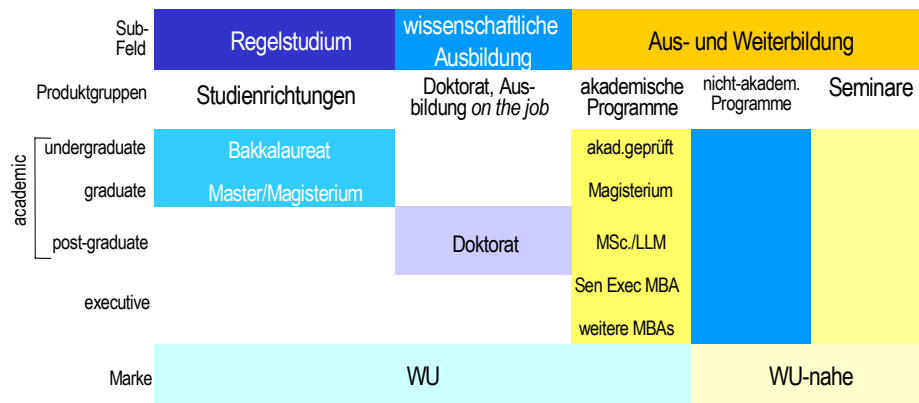 Sub-
Feld
Regelstudium
wissenschaftliche
Ausbildung
Aus- und Weiterbildung
Produktgruppen
Studienrichtungen
Doktorat, Aus-
bildung on the job
akademische
Programme
nicht-akadem.
Programme
Seminare
academic
undergraduate
Bakkalaureat
akad.geprüft
graduate
Master/Magisterium
Magisterium
post-graduate
Doktorat
MSc./LLM
executive
Sen Exec MBA
weitere MBAs
Marke
WU
WU-nahe